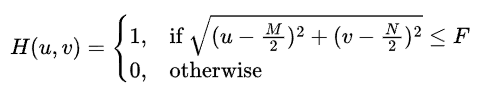 H(u, v) = { 1, if √((u − M/2)² + (v − N/2)²) ≤ F
0, otherwise